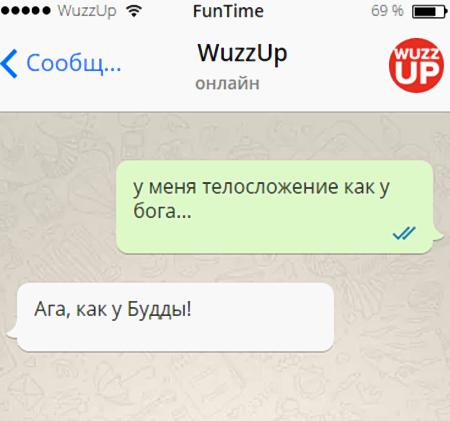 WuzzUp FunTime 69 %
Сообщ... WuzzUp
онлайн
WUZZ
UP
у меня телосложение как у
бога...
Ага, как у Будды!